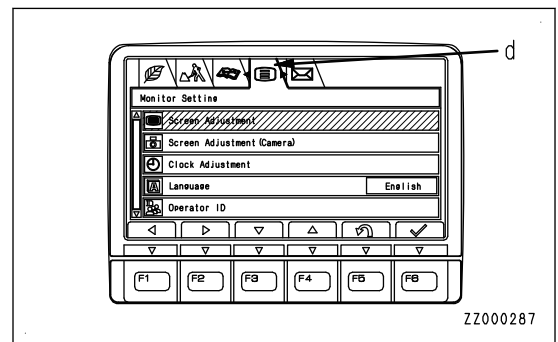 d
Monitor Setting
Screen Adjustment
Screen Adjustment (Camera)
Clock Adjustment
A Language English
ID Operator ID
F1 F2 F3 F4 F5 F6
ZZ000287